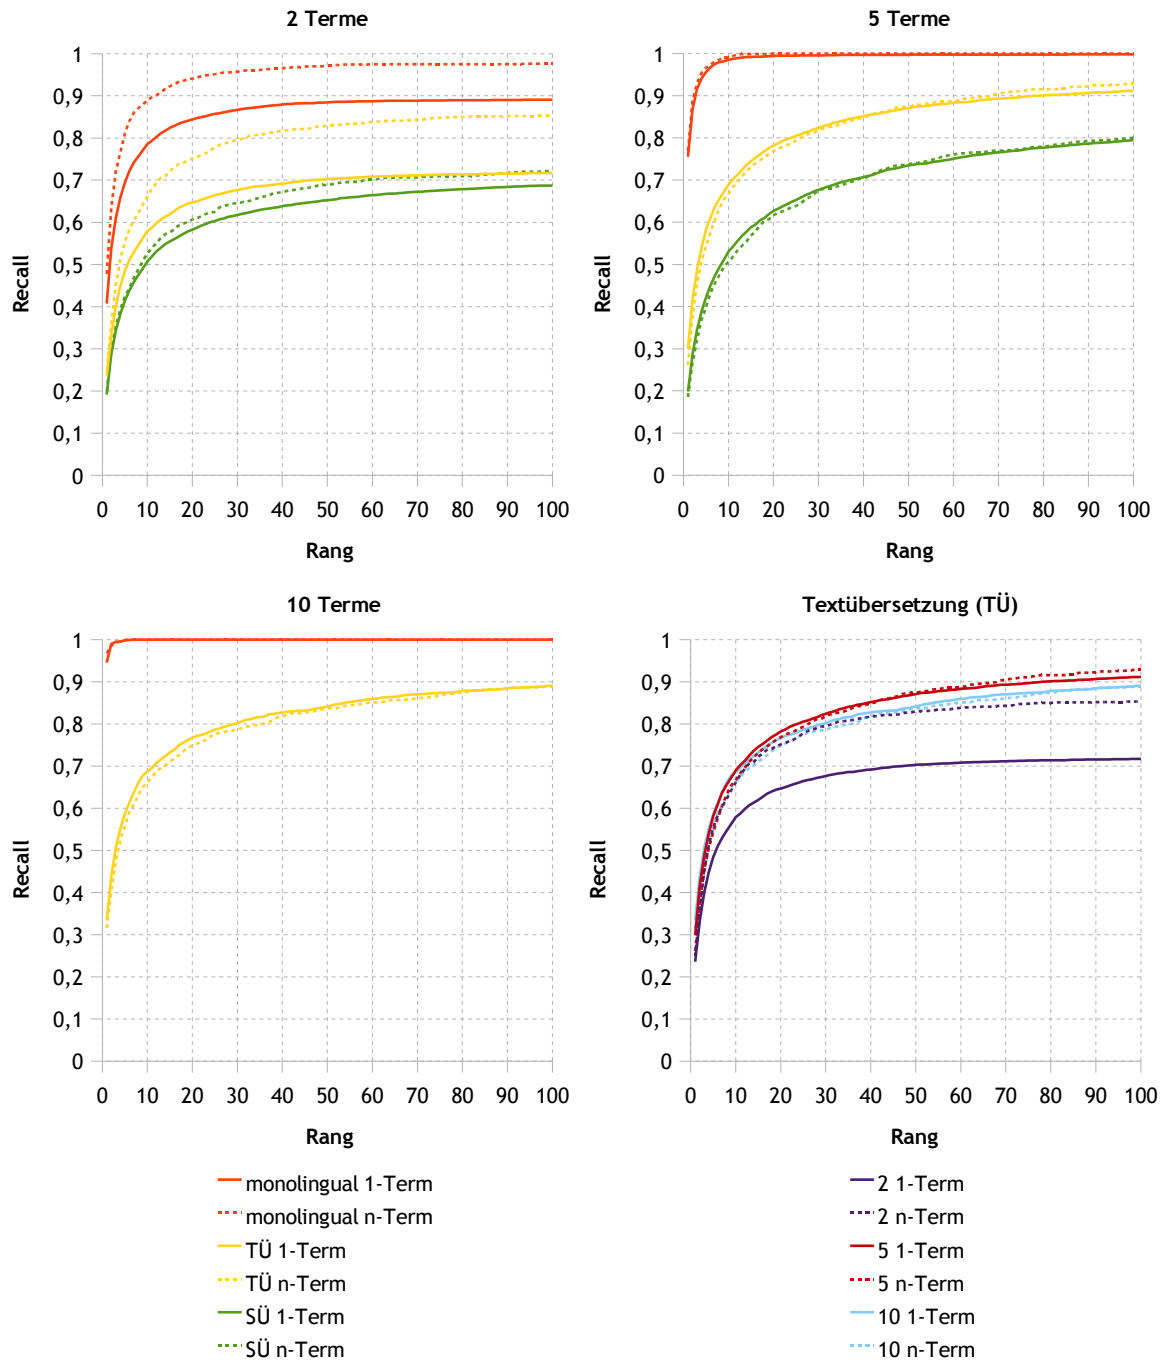 2 Terme
1
0,9
0,8
0,7
0,6
0,5
0,4
0,3
0,2
0,1
0
Recall
0 10 20 30 40 50 60 70 80 90 100
Rang
5 Terme
1
0,9
0,8
0,7
0,6
0,5
0,4
0,3
0,2
0,1
0
Recall
0 10 20 30 40 50 60 70 80 90 100
Rang
10 Terme
1
0,9
0,8
0,7
0,6
0,5
0,4
0,3
0,2
0,1
0
Recall
0 10 20 30 40 50 60 70 80 90 100
Rang
Textübersetzung (TÜ)
1
0,9
0,8
0,7
0,6
0,5
0,4
0,3
0,2
0,1
0
Recall
0 10 20 30 40 50 60 70 80 90 100
Rang
monolingual 1-Term
monolingual n-Term
TÜ 1-Term
TÜ n-Term
SÜ 1-Term
SÜ n-Term
2 1-Term
2 n-Term
5 1-Term
5 n-Term
10 1-Term
10 n-Term